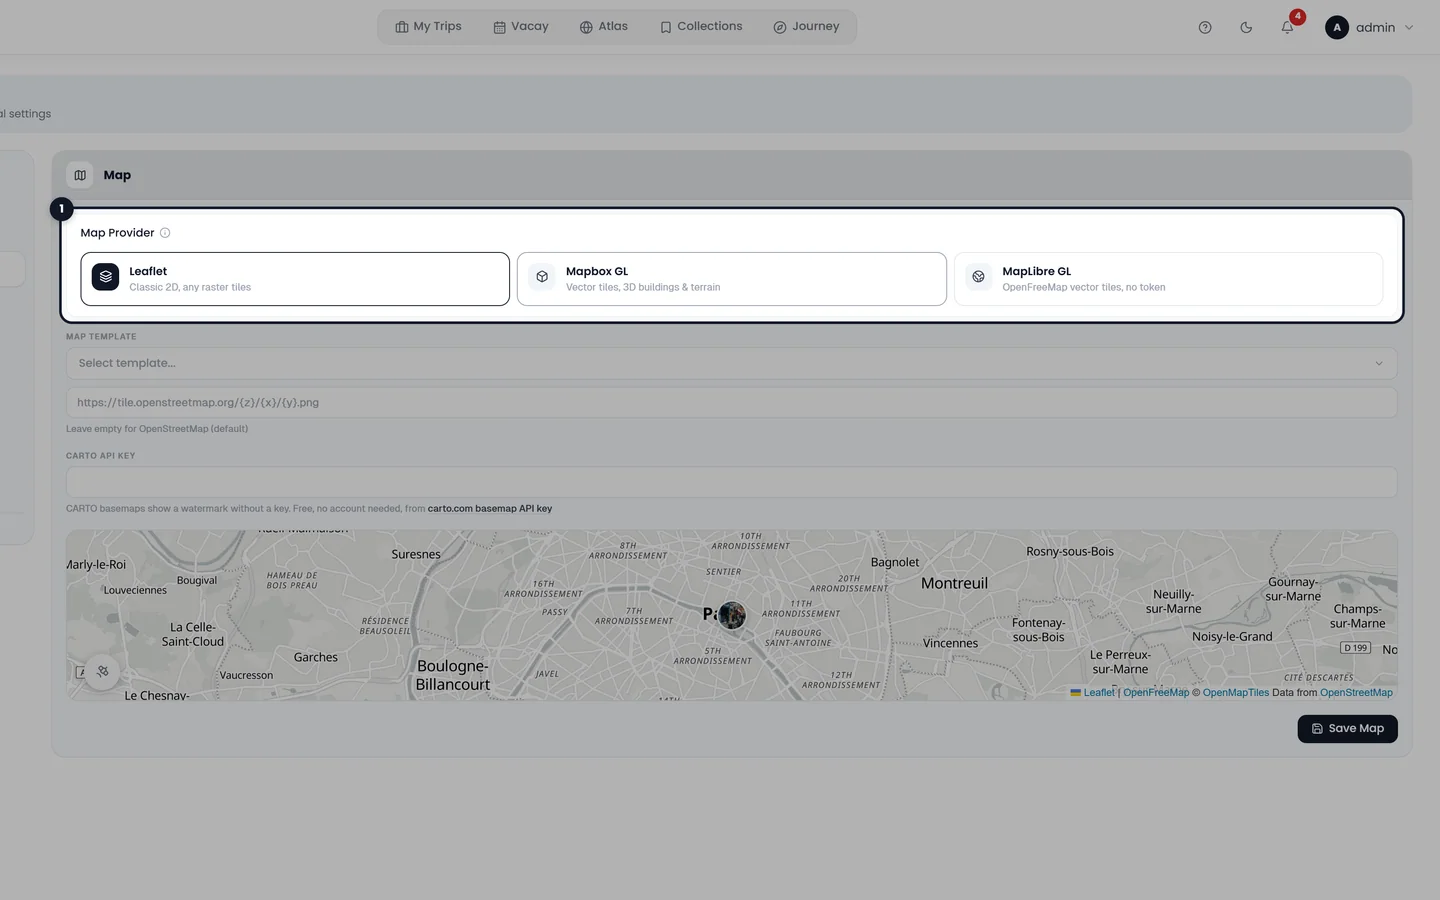 My Trips
Vacay
Atlas
Collections
Journey
4
A
admin
al settings
Map
1
Map Provider
Leaflet
Classic 2D, any raster tiles
Mapbox GL
Vector tiles, 3D buildings & terrain
MapLibre GL
OpenFreeMap vector tiles, no token
MAP TEMPLATE
Select template...
https://tile.openstreetmap.org/{z}/{x}/{y}.png
Leave empty for OpenStreetMap (default)
CARTO API KEY
CARTO basemaps show a watermark without a key. Free, no account needed, from carto.com basemap API key
Marly-le-Roi
Louveciennes
Bougival
La Celle-
Saint-Cloud
Le Chesnay-
HAMEAU DE
BOIS PREAU
Vaucresson
Garches
RÉSIDENCE
BEAUSOLEIL
Suresnes
Boulogne-
Billancourt
16TH
ARRONDISSEMENT
PASSY
JAVEL
8TH
ARRONDISSEMENT
7TH
ARRONDISSEMENT
SENTIER
10TH
ARRONDISSEMENT
5TH
ARRONDISSEMENT
11TH
ARRONDISSEMENT
FAUBOURG
SAINT-ANTOINE
12TH
ARRONDISSEMENT
20TH
ARRONDISSEMENT
Bagnolet
Montreuil
Vincennes
Fontenay-
sous-Bois
Rosny-sous-Bois
Le Perreux-
sur-Marne
Neuilly-
sur-Marne
Noisy-le-Grand
Gournay-
sur-Marne
Champs-
sur-Marne
D 199
No
CITÉ DESCARTES
Leaflet | OpenFreeMap © OpenMapTiles Data from OpenStreetMap
Save Map